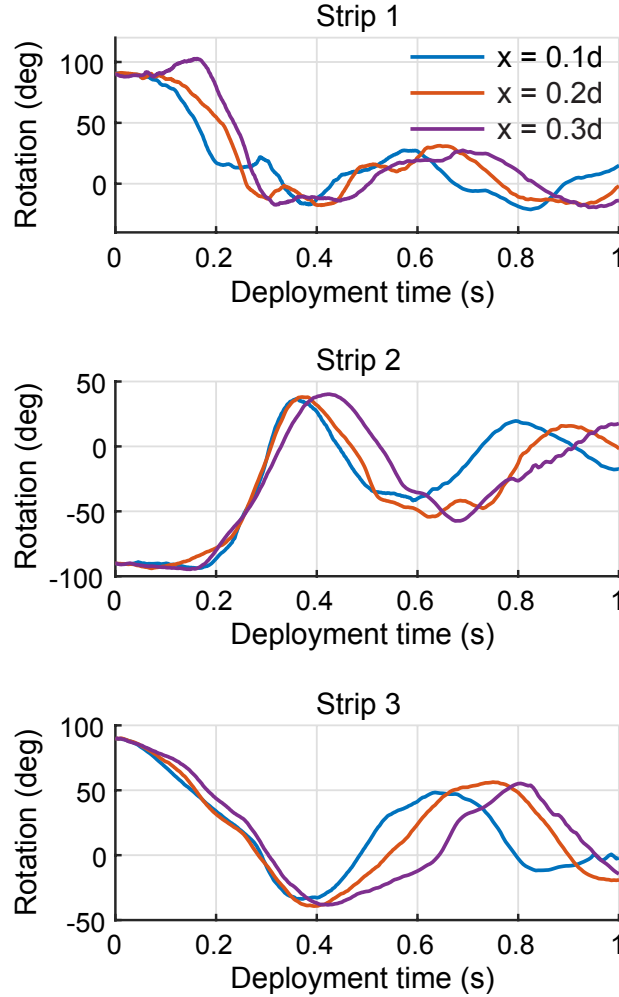 Strip 1
Rotation (deg)
100
50
0
x = 0.1d
x = 0.2d
x = 0.3d
0 0.2 0.4 0.6 0.8 1
Deployment time (s)
Strip 2
Rotation (deg)
50
0
-50
-100
0 0.2 0.4 0.6 0.8 1
Deployment time (s)
Strip 3
Rotation (deg)
100
50
0
-50
0 0.2 0.4 0.6 0.8 1
Deployment time (s)